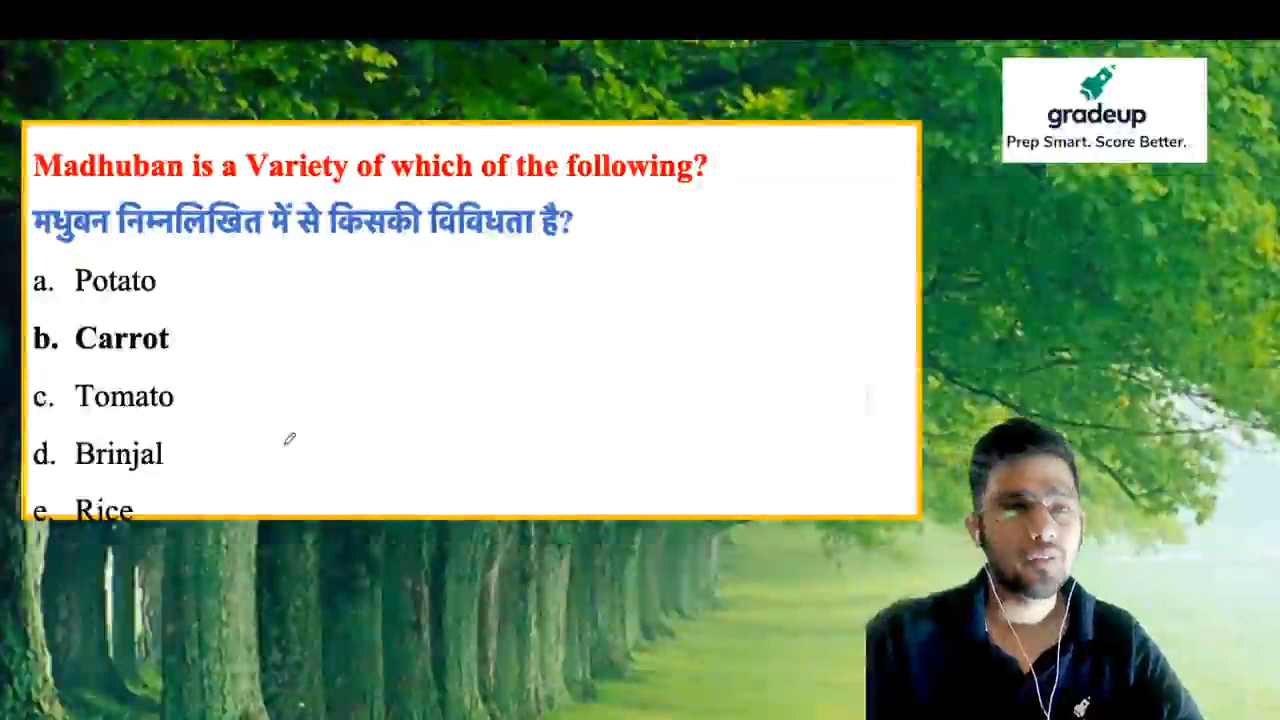 gradeup
Prep Smart. Score Better.
Madhuban is a Variety of which of the following?
मधुबन निम्नलिखित में से किसकी विविधता है?
a. Potato
b. Carrot
c. Tomato
d. Brinjal
e. Rice